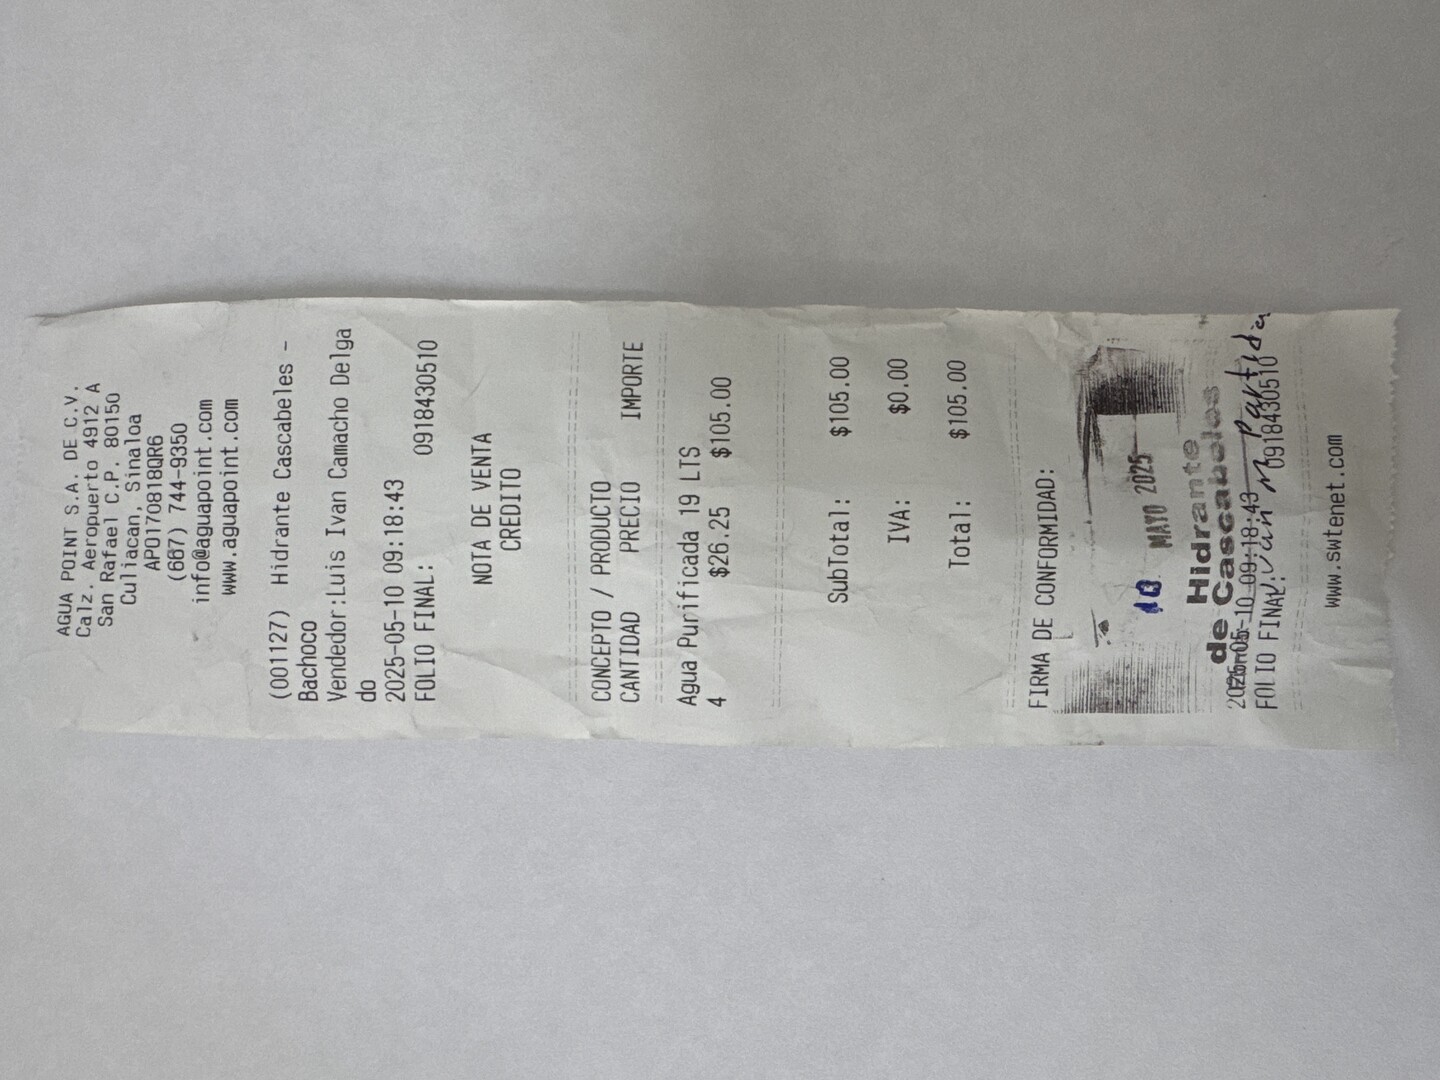 AGUA POINT S.A. DE C.V.
Calz. Aeropuerto 4912 A
San Rafael C.P. 80150
Culiacan, Sinaloa
APO170818QR6
(667) 744-9350
info@aguapoint.com
www.aguapoint.com
(001127) Hidrante Cascabeles -
Bachoco
Vendedor:Luis Ivan Camacho Delga
do
2025-05-10 09:18:43
FOLIO FINAL: 0918430510
NOTA DE VENTA
CREDITO
CONCEPTO / PRODUCTO
CANTIDAD PRECIO IMPORTE
Agua Purificada 19 LTS
4 $26.25 $105.00
SubTotal: $105.00
IVA: $0.00
Total: $105.00
FIRMA DE CONFORMIDAD:
10 MAYO 2025
Hidrante
de Cascabeles
2025-05-10 09:18:43
Partida
FOLIO FINAL: 0918430510
www.swtenet.com